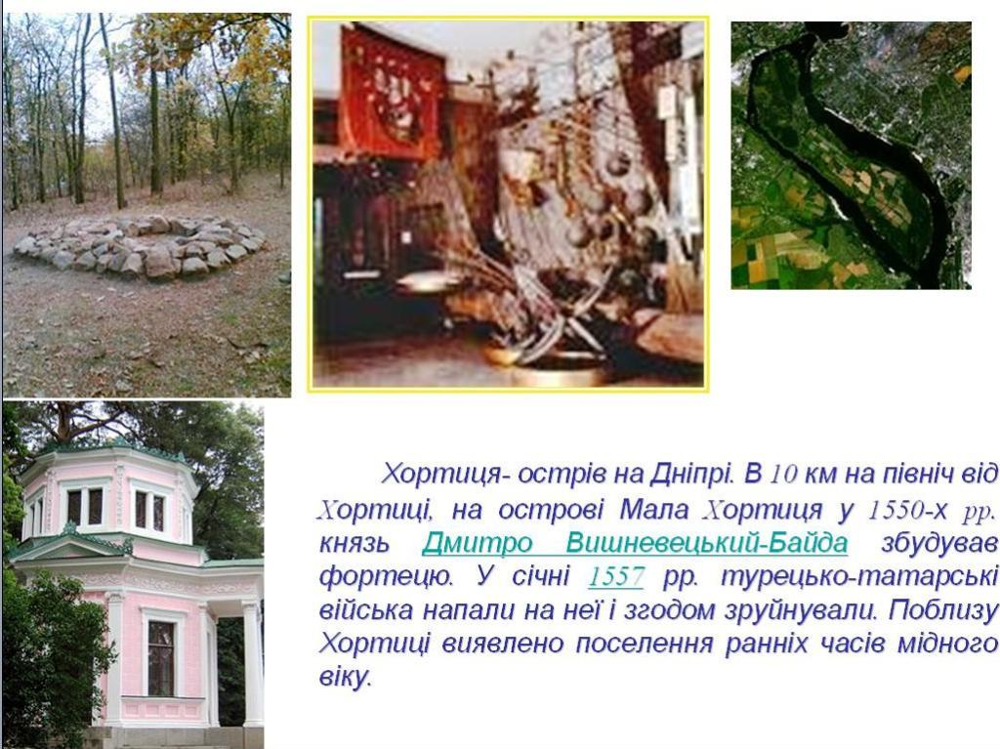 Хортиця- острів на Дніпрі. В 10 км на північ від
Хортиці, на острові Мала Хортиця у 1550-х рр.
князь Дмитро Вишневецький-Байда збудував
фортецю. У січні 1557 рр. турецько-татарські
війська напали на неї і згодом зруйнували. Поблизу
Хортиці виявлено поселення ранніх часів мідного
віку.